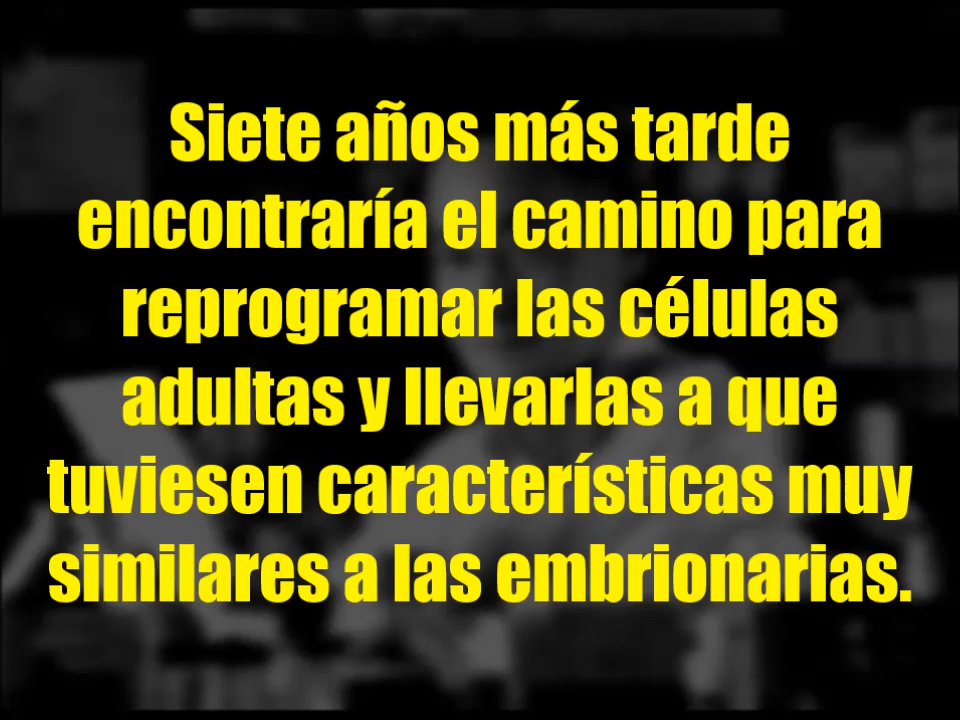 Siete años más tarde
encontraría el camino para
reprogramar las células
adultas y llevarlas a que
tuviesen características muy
similares a las embrionarias.